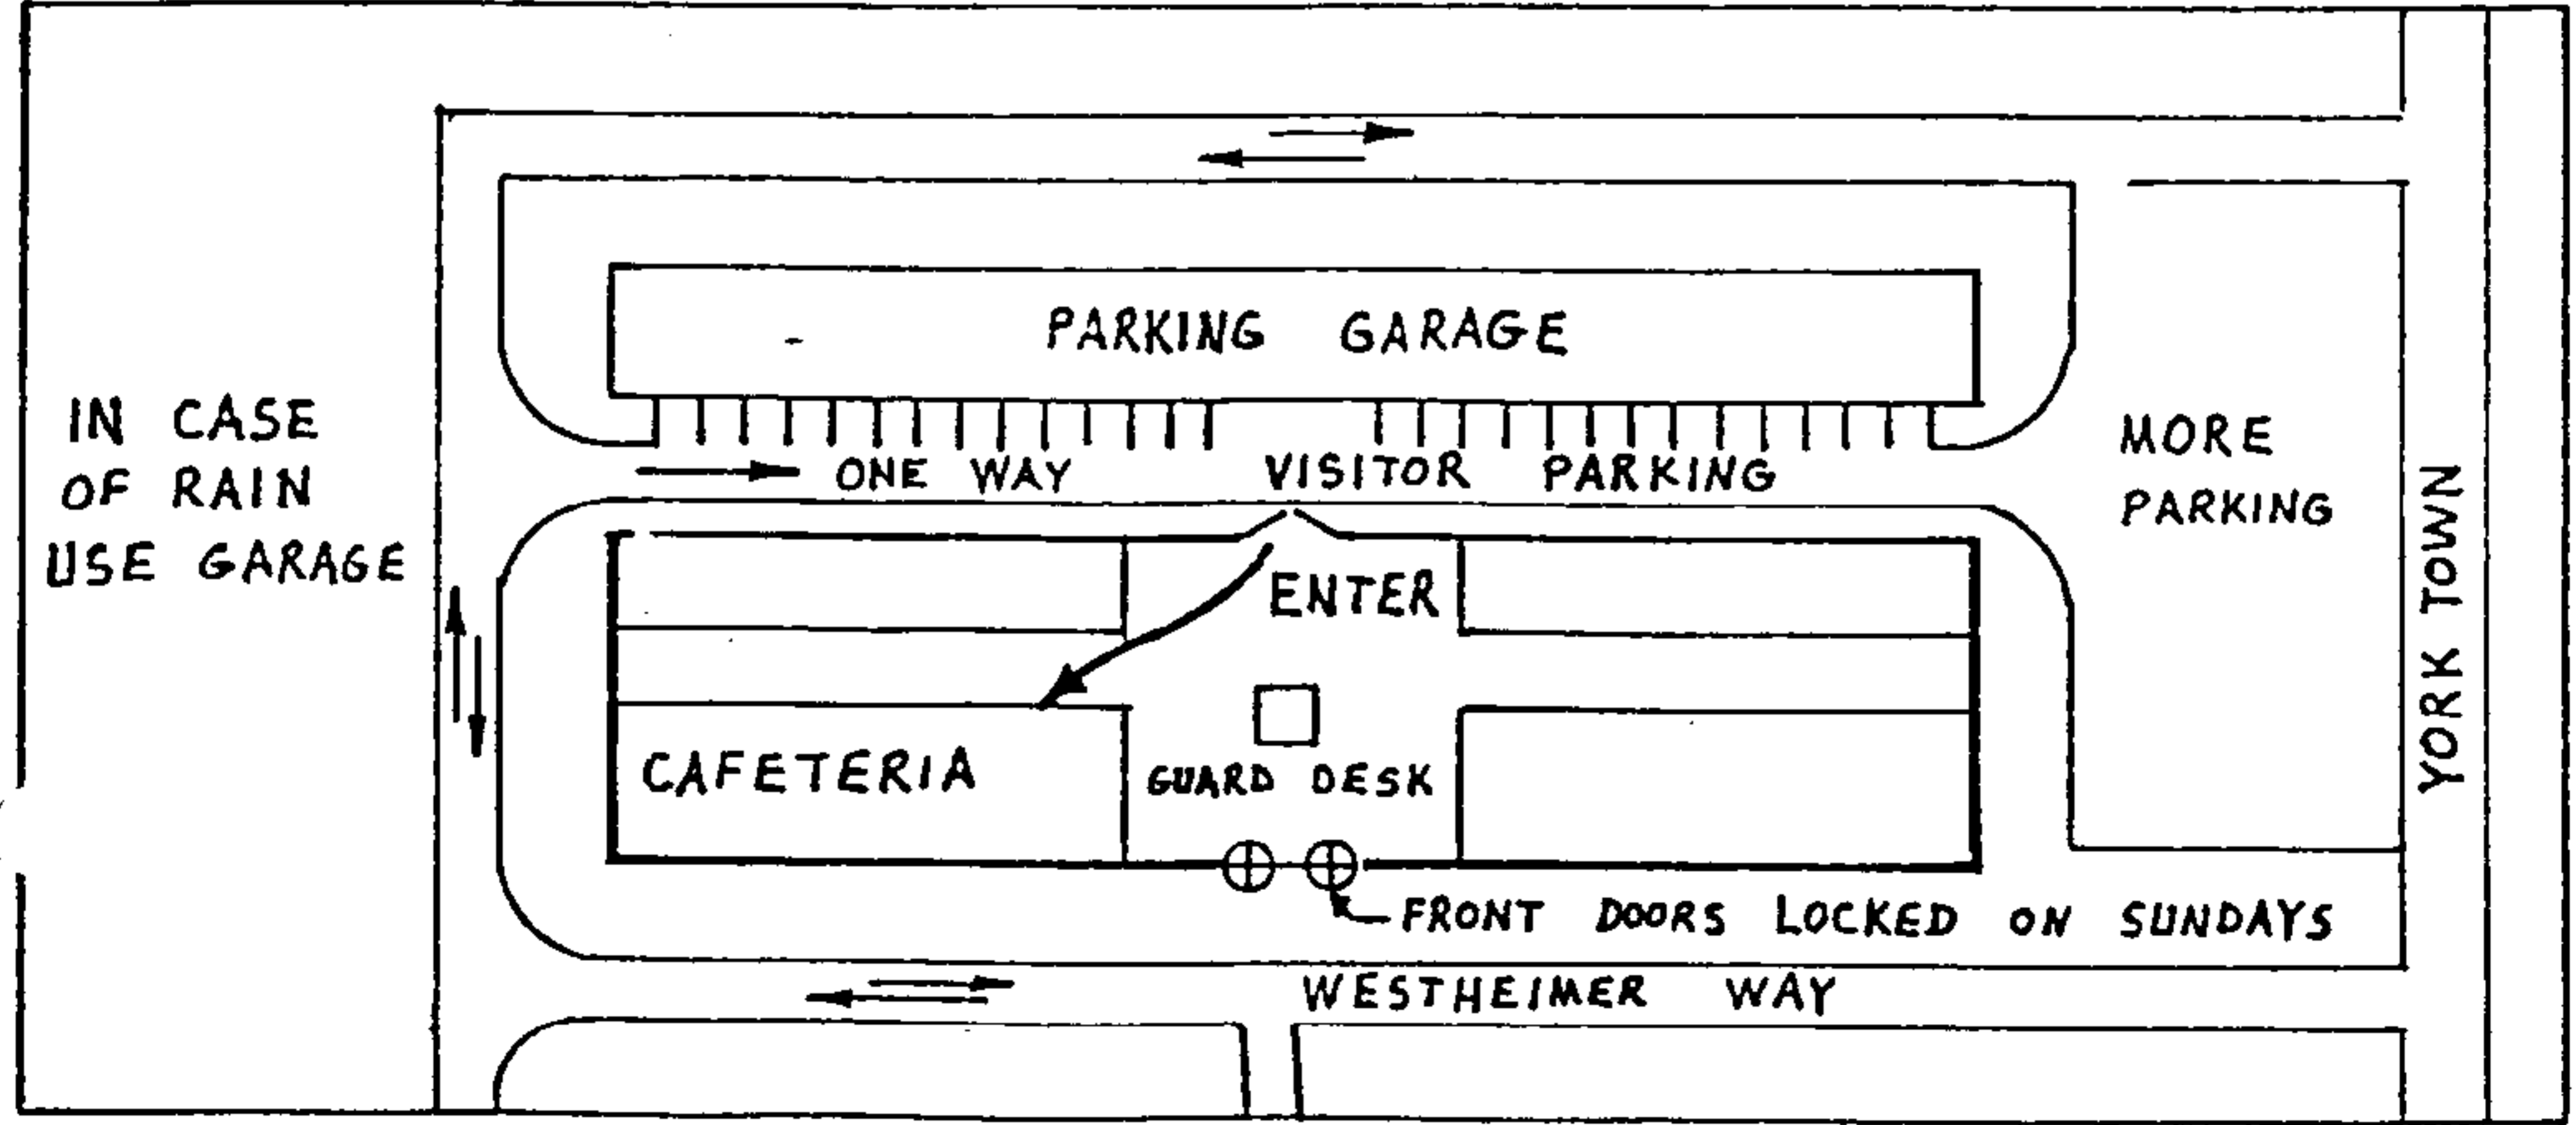 PARKING GARAGE
IN CASE
OF RAIN
USE GARAGE
ONE WAY
VISITOR PARKING
MORE
PARKING
YORK TOWN
ENTER
CAFETERIA
GUARD DESK
FRONT DOORS LOCKED ON SUNDAYS
WESTHEIMER WAY